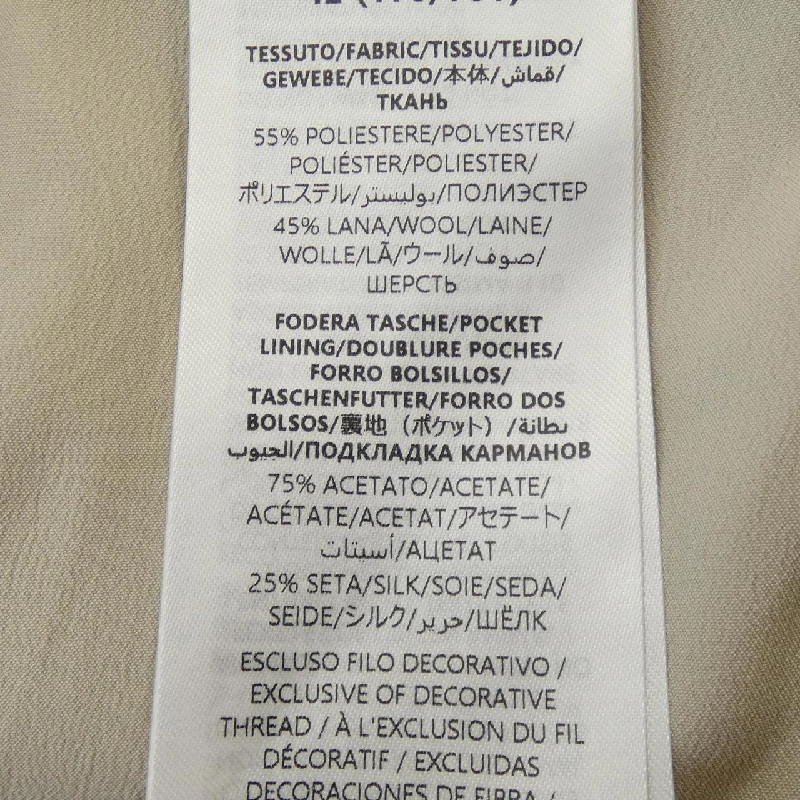 TESSUTO/FABRIC/TISSU/TEJIDO/
GEWEBE/TECIDO/本体/قماش/
ТКАНЬ
55% POLIESTERE/POLYESTER/
POLIÉSTER/POLIESTER/
ポリエステル/بوليستر/ПОЛИЭСТЕР
45% LANA/WOOL/LAINE/
WOLLE/LÃ/ウール/صوف/
ШЕРСТЬ
FODERA TASCHE/POCKET
LINING/DOUBLURE POCHES/
FORRO BOLSILLOS/
TASCHENFUTTER/FORRO DOS
BOLSOS/裏地（ポケット）/بطانة
الجيوب/ПОДКЛАДКА КАРМАНОВ
75% ACETATO/ACETATE/
ACÉTATE/ACETAT/アセテート/
أسيتات/АЦЕТАТ
25% SETA/SILK/SOIE/SEDA/
SEIDE/シルク/حرير/ШЁЛК
ESCLUSO FILO DECORATIVO /
EXCLUSIVE OF DECORATIVE
THREAD / À L'EXCLUSION DU FIL
DÉCORATIF / EXCLUIDAS
DECORACIONES DE FIBRA /